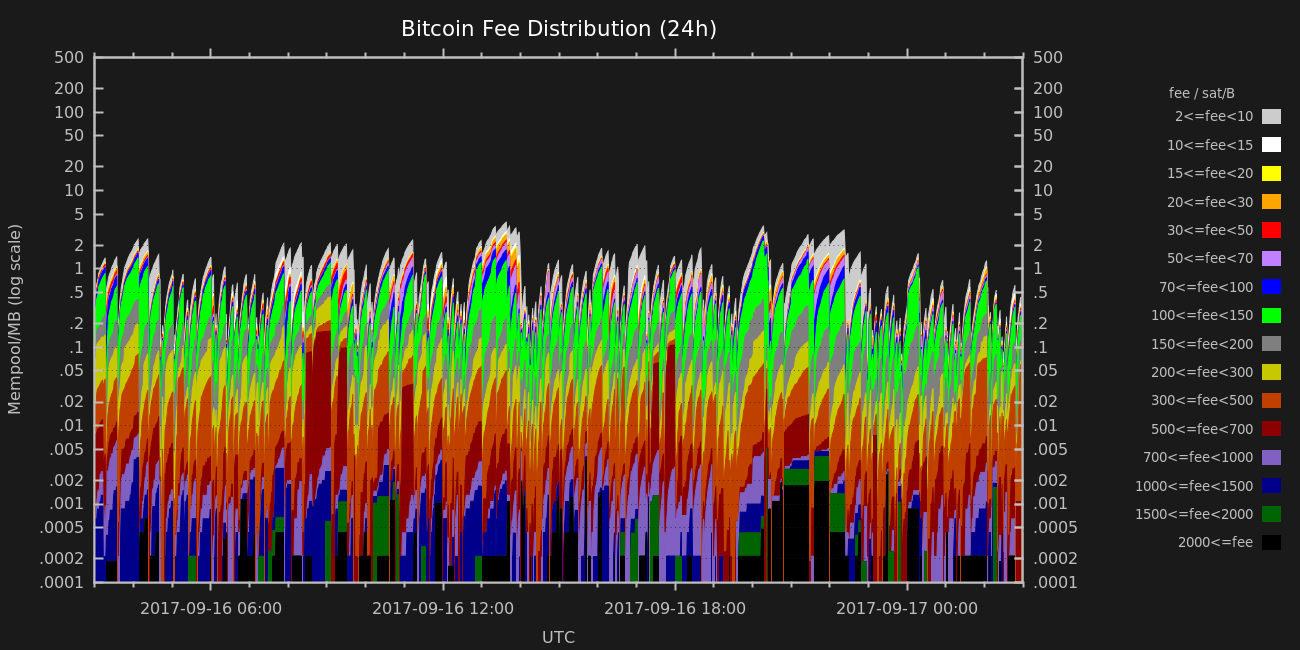 Bitcoin Fee Distribution (24h)
Mempool/MB (log scale)
500
200
100
50
20
10
5
2
1
.5
.2
.1
.05
.02
.01
.005
.002
.001
.0005
.0002
.0001
500
200
100
50
20
10
5
2
1
.5
.2
.1
.05
.02
.01
.005
.002
.001
.0005
.0002
.0001
2017-09-16 06:00
2017-09-16 12:00
2017-09-16 18:00
2017-09-17 00:00
UTC
fee / sat/B
2<=fee<10
10<=fee<15
15<=fee<20
20<=fee<30
30<=fee<50
50<=fee<70
70<=fee<100
100<=fee<150
150<=fee<200
200<=fee<300
300<=fee<500
500<=fee<700
700<=fee<1000
1000<=fee<1500
1500<=fee<2000
2000<=fee